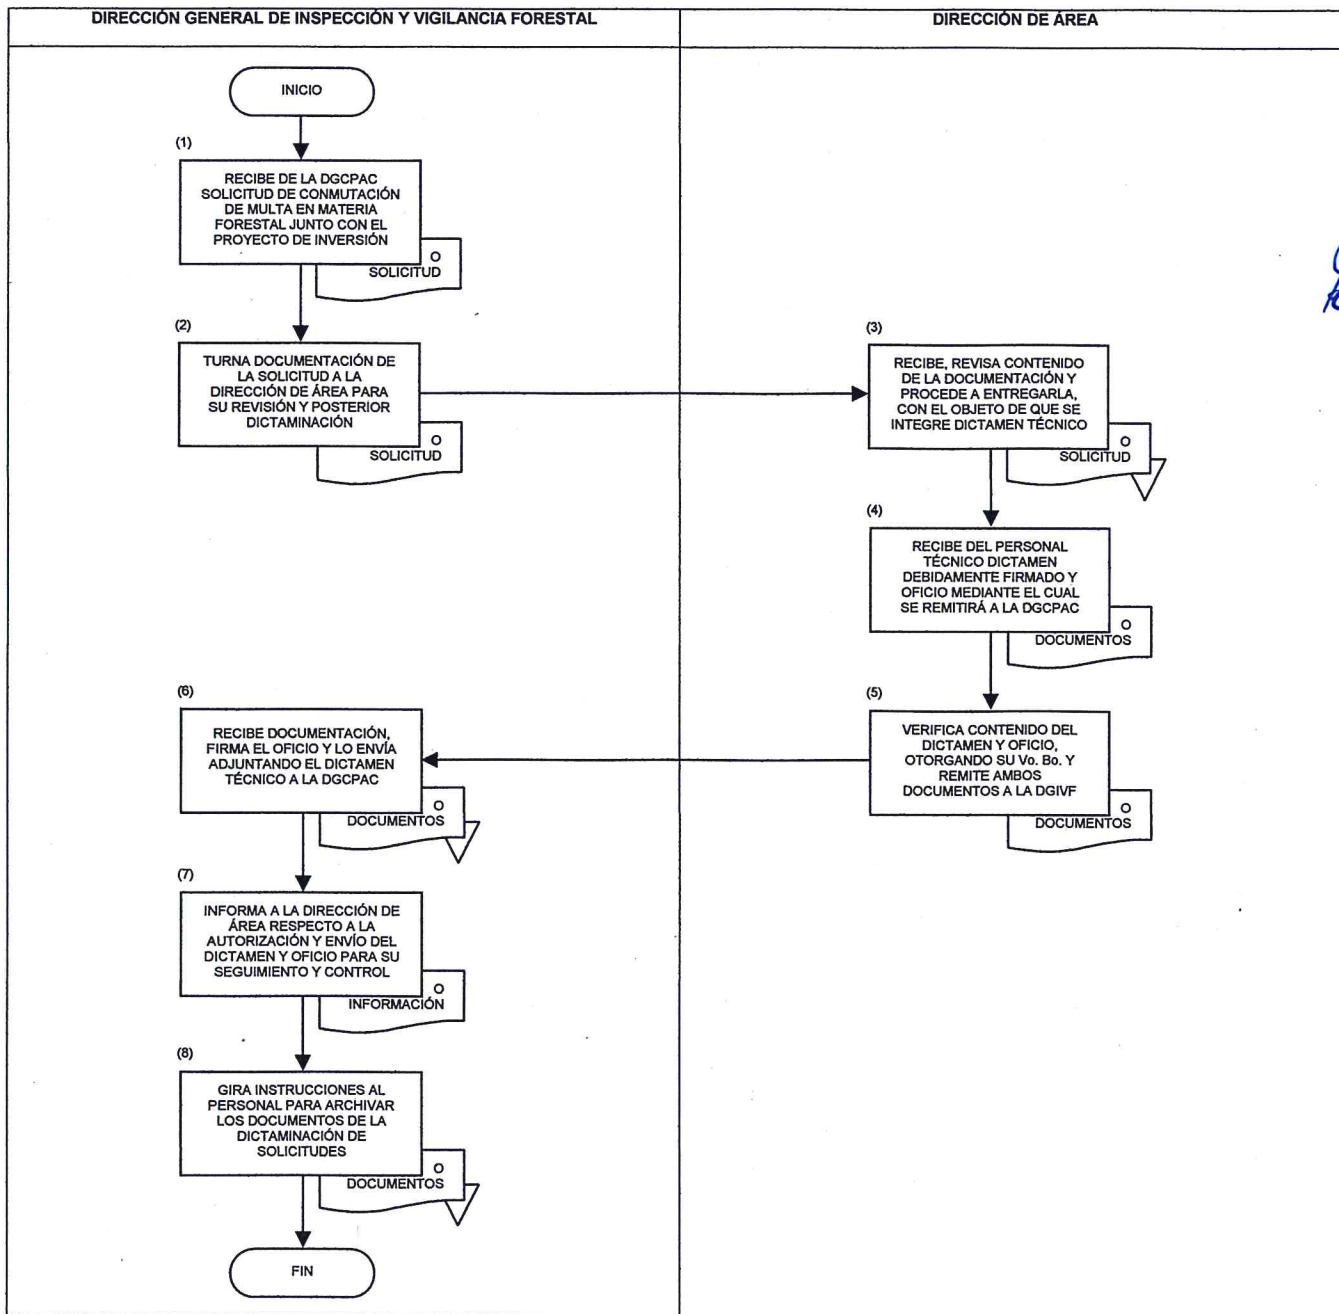 DIRECCIÓN GENERAL DE INSPECCIÓN Y VIGILANCIA FORESTAL
DIRECCIÓN DE ÁREA
INICIO
(1)
RECIBE DE LA DGCPAC
SOLICITUD DE CONMUTACIÓN
DE MULTA EN MATERIA
FORESTAL JUNTO CON EL
PROYECTO DE INVERSIÓN
O
SOLICITUD
(2)
TURNA DOCUMENTACIÓN DE
LA SOLICITUD A LA
DIRECCIÓN DE ÁREA PARA
SU REVISIÓN Y POSTERIOR
DICTAMINACIÓN
O
SOLICITUD
(3)
RECIBE, REVISA CONTENIDO
DE LA DOCUMENTACIÓN Y
PROCEDE A ENTREGARLA,
CON EL OBJETO DE QUE SE
INTEGRE DICTAMEN TÉCNICO
O
SOLICITUD
(4)
RECIBE DEL PERSONAL
TÉCNICO DICTAMEN
DEBIDAMENTE FIRMADO Y
OFICIO MEDIANTE EL CUAL
SE REMITIRÁ A LA DGCPAC
O
DOCUMENTOS
(5)
VERIFICA CONTENIDO DEL
DICTAMEN Y OFICIO,
OTORGANDO SU Vo. Bo. Y
REMITE AMBOS
DOCUMENTOS A LA DGIVF
O
DOCUMENTOS
(6)
RECIBE DOCUMENTACIÓN,
FIRMA EL OFICIO Y LO ENVÍA
ADJUNTANDO EL DICTAMEN
TÉCNICO A LA DGCPAC
O
DOCUMENTOS
(7)
INFORMA A LA DIRECCIÓN DE
ÁREA RESPECTO A LA
AUTORIZACIÓN Y ENVÍO DEL
DICTAMEN Y OFICIO PARA SU
SEGUIMIENTO Y CONTROL
O
INFORMACIÓN
(8)
GIRA INSTRUCCIONES AL
PERSONAL PARA ARCHIVAR
LOS DOCUMENTOS DE LA
DICTAMINACIÓN DE
SOLICITUDES
O
DOCUMENTOS
FIN